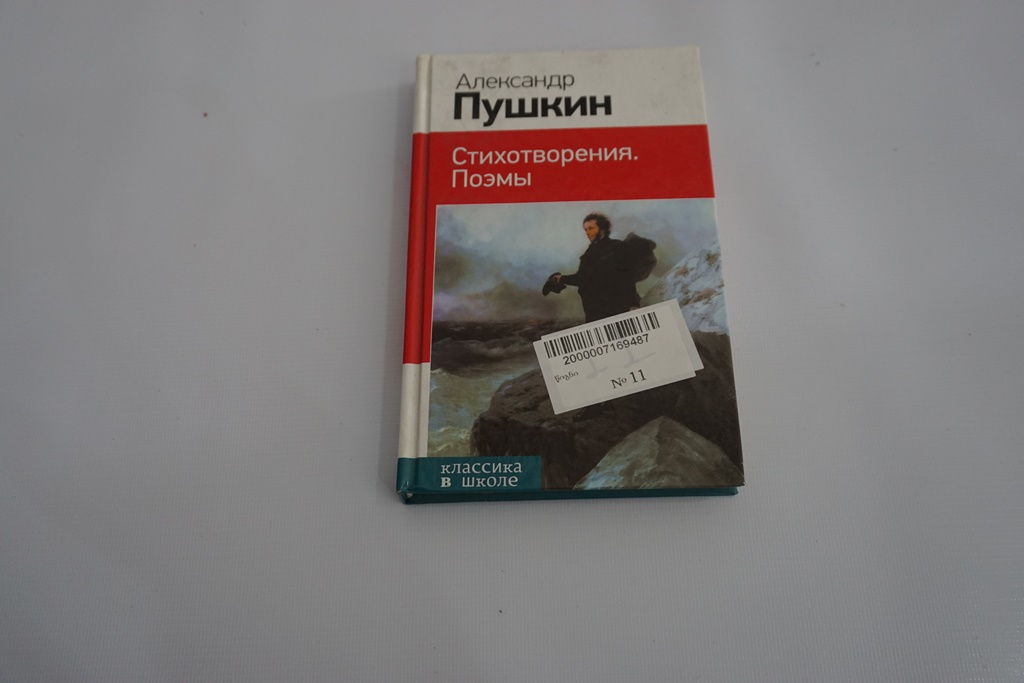 Александр
Пушкин
Стихотворения.
Поэмы
2000007169487
№ 11
классика
в школе